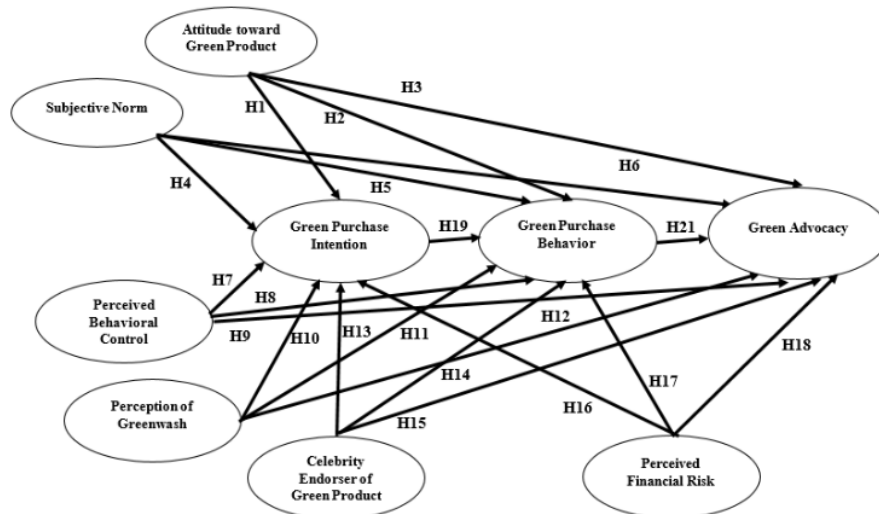 Attitude toward
Green Product
H3
H1
H2
Subjective Norm
H6
H4
H5
Green Purchase
Intention
H19
Green Purchase
Behavior
H21
Green Advocacy
H7
Perceived
Behavioral
Control
H8
H9
H10
H13
H11
H12
H18
H14
H17
Perception of
Greenwash
H15
H16
Celebrity
Endorser of
Green Product
Perceived
Financial Risk